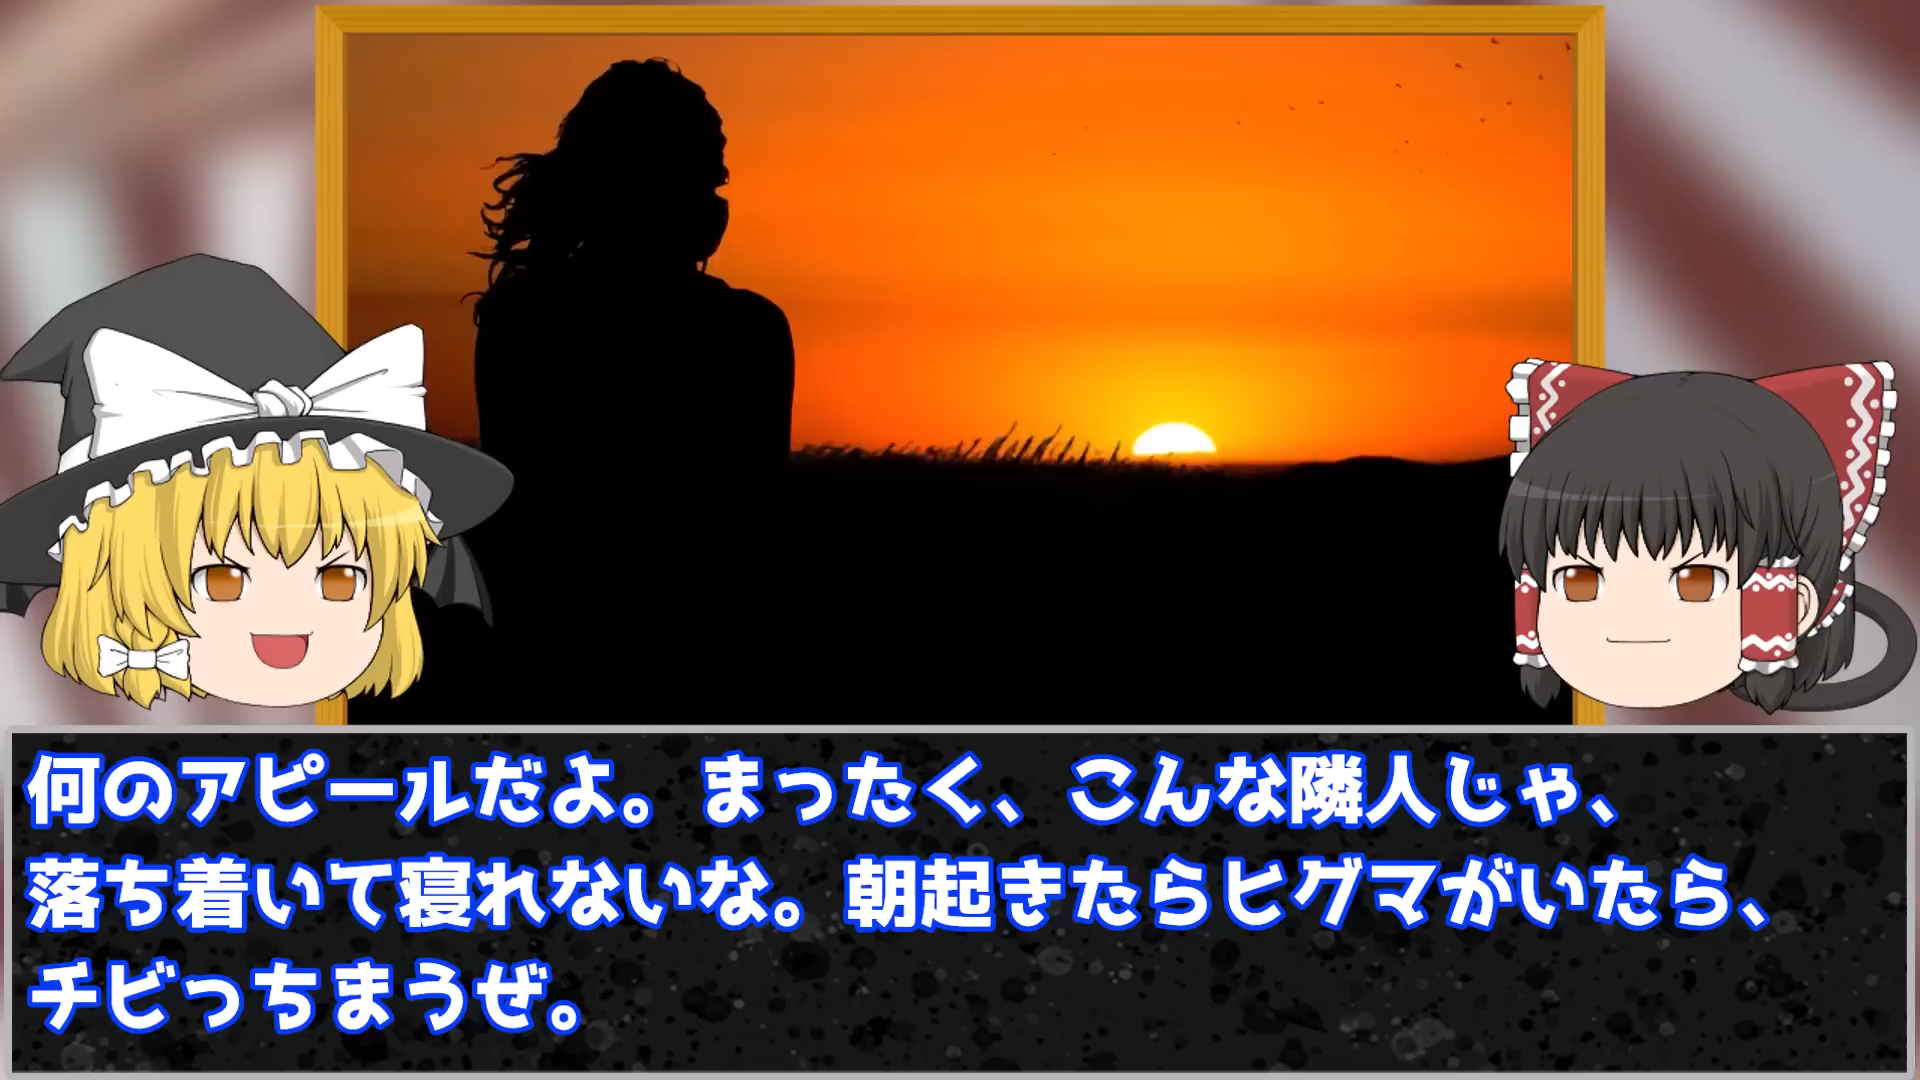 何のアピールだよ。まったく、こんな隣人じゃ、
落ち着いて寝れないな。朝起きたらヒグマがいたら、
チビっちまうぜ。